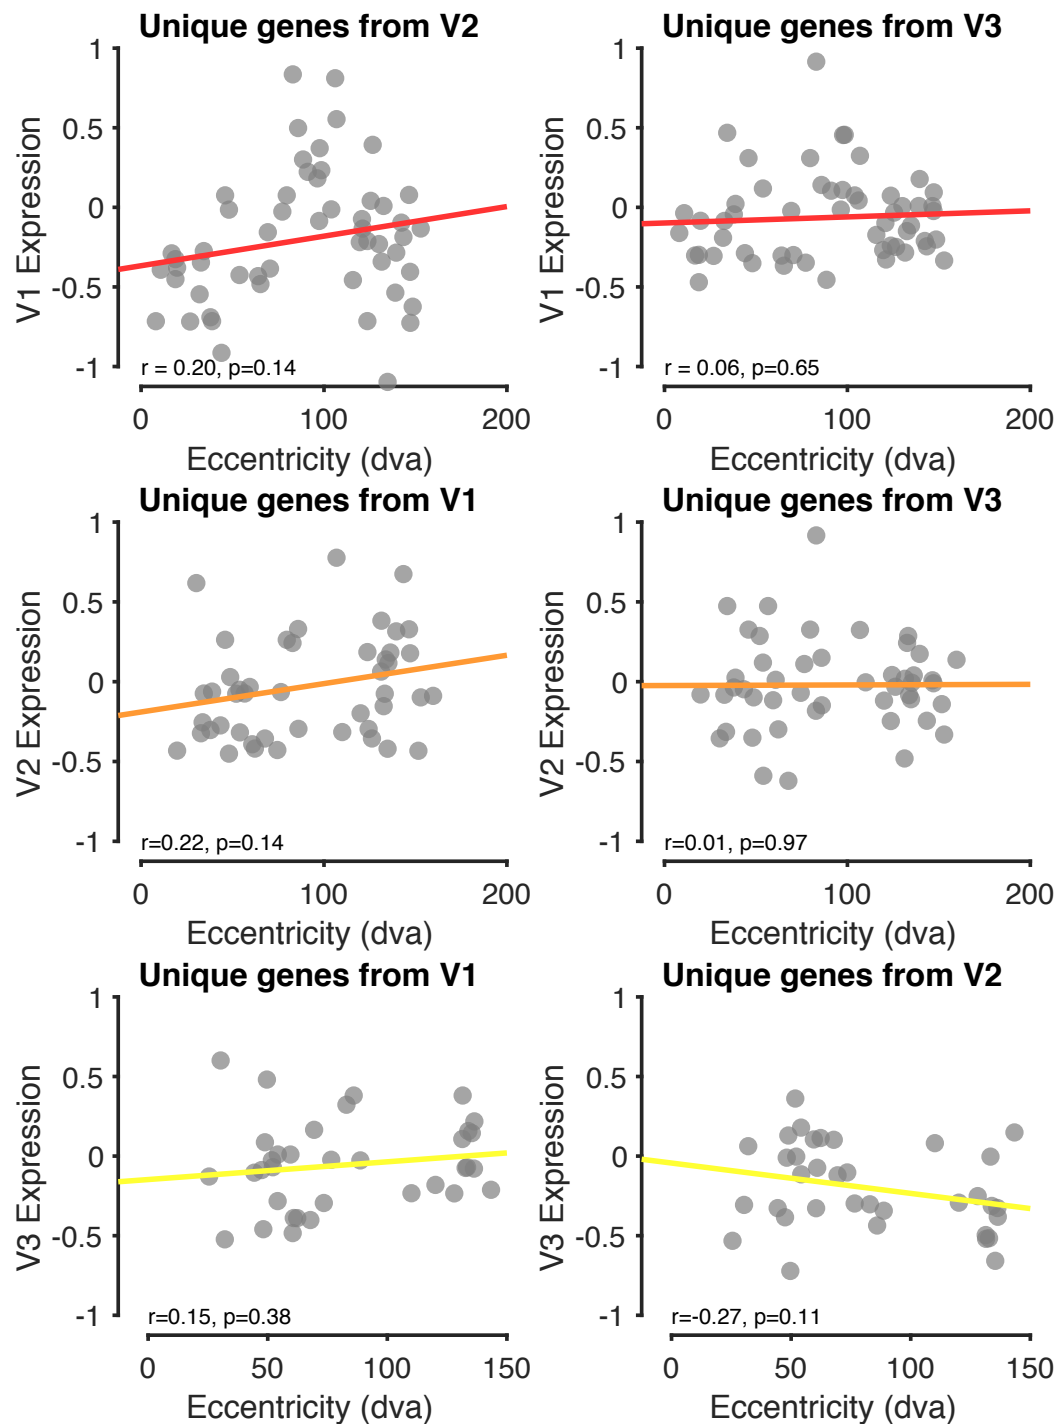 Unique genes from V2
1
0.5
0
-0.5
-1
V1 Expression
r = 0.20, p=0.14
0 100 200
Eccentricity (dva)
Unique genes from V3
1
0.5
0
-0.5
-1
V1 Expression
r = 0.06, p=0.65
0 100 200
Eccentricity (dva)
Unique genes from V1
1
0.5
0
-0.5
-1
V2 Expression
r=0.22, p=0.14
0 100 200
Eccentricity (dva)
Unique genes from V3
1
0.5
0
-0.5
-1
V2 Expression
r=0.01, p=0.97
0 100 200
Eccentricity (dva)
Unique genes from V1
1
0.5
0
-0.5
-1
V3 Expression
r=0.15, p=0.38
0 50 100 150
Eccentricity (dva)
Unique genes from V2
1
0.5
0
-0.5
-1
V3 Expression
r=-0.27, p=0.11
0 50 100 150
Eccentricity (dva)